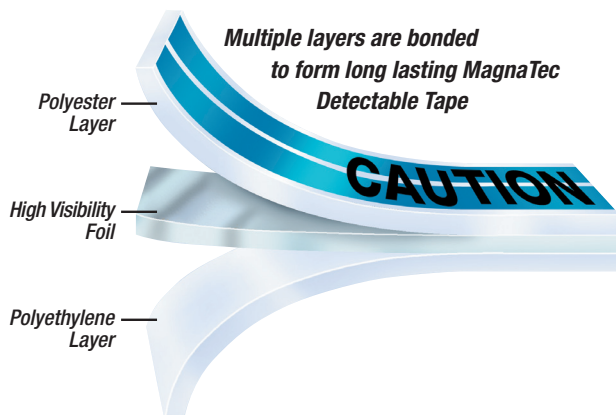 Multiple layers are bonded
to form long lasting MagnaTec
Detectable Tape
Polyester
Layer
CAUTION
High Visibility
Foil
Polyethylene
Layer